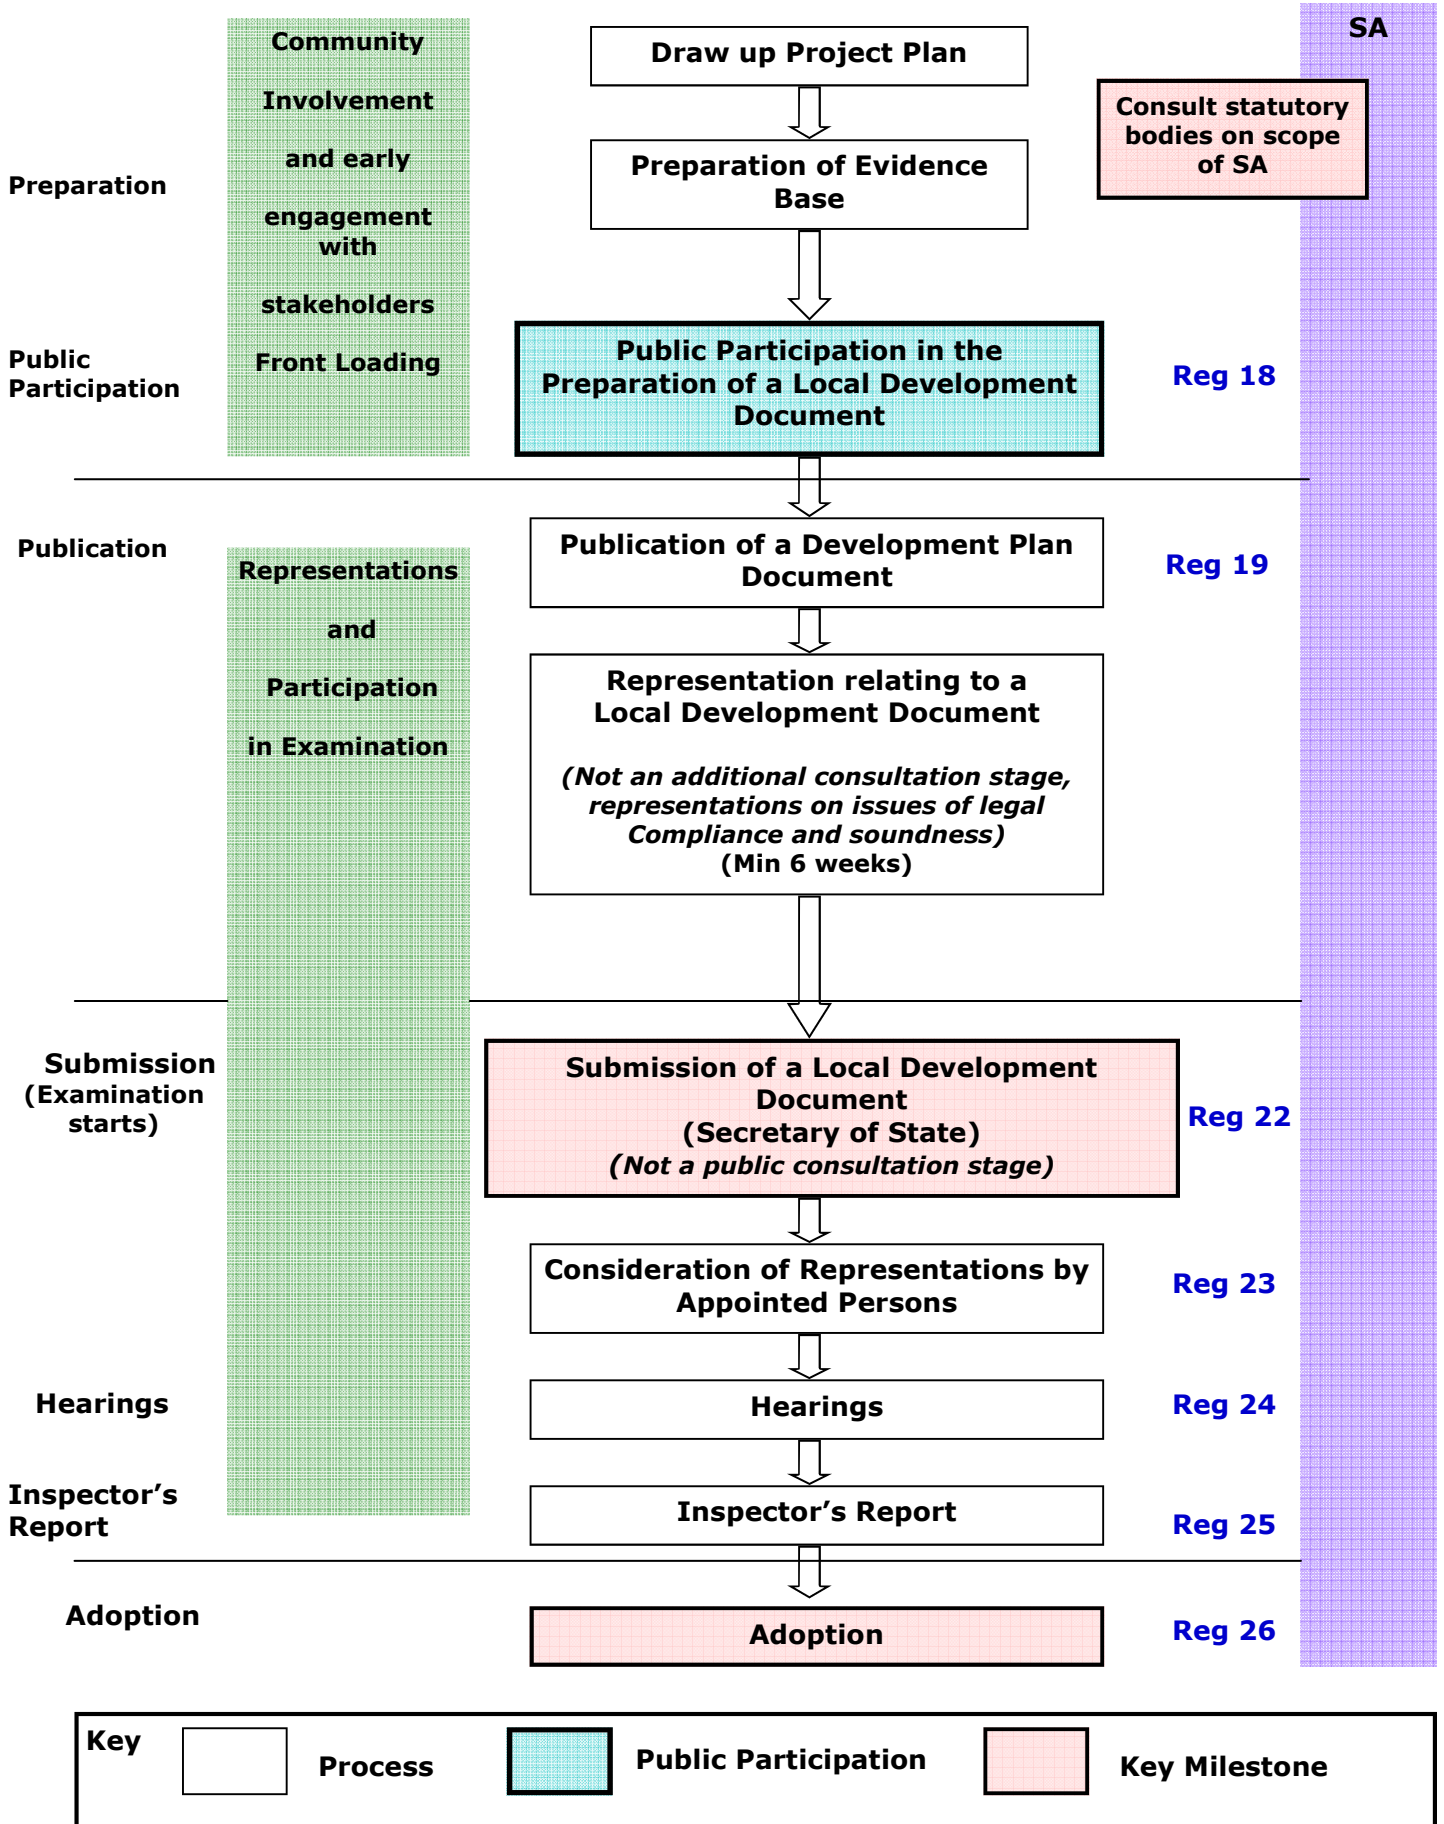 SA
Community
Involvement
and early
engagement
with
stakeholders
Front Loading
Draw up Project Plan
Consult statutory
bodies on scope
of SA
Preparation
Preparation of Evidence
Base
Public
Participation
Public Participation in the
Preparation of a Local Development
Document
Reg 18
Publication
Publication of a Development Plan
Document
Reg 19
Representations
and
Participation
in Examination
Representation relating to a
Local Development Document
(Not an additional consultation stage,
representations on issues of legal
Compliance and soundness)
(Min 6 weeks)
Submission
(Examination
starts)
Submission of a Local Development
Document
(Secretary of State)
(Not a public consultation stage)
Reg 22
Consideration of Representations by
Appointed Persons
Reg 23
Hearings
Hearings
Reg 24
Inspector’s
Report
Inspector’s Report
Reg 25
Adoption
Adoption
Reg 26
Key
Process
Public Participation
Key Milestone